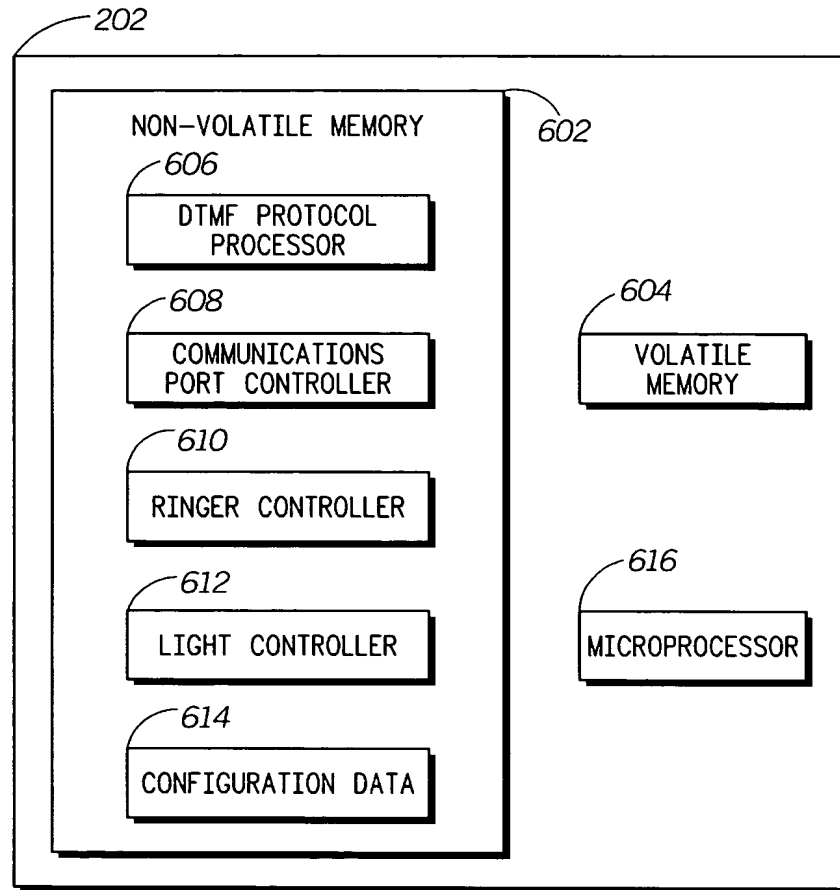 202
NON-VOLATILE MEMORY
602
606
DTMF PROTOCOL
PROCESSOR
608
COMMUNICATIONS
PORT CONTROLLER
604
VOLATILE
MEMORY
610
RINGER CONTROLLER
612
LIGHT CONTROLLER
616
MICROPROCESSOR
614
CONFIGURATION DATA